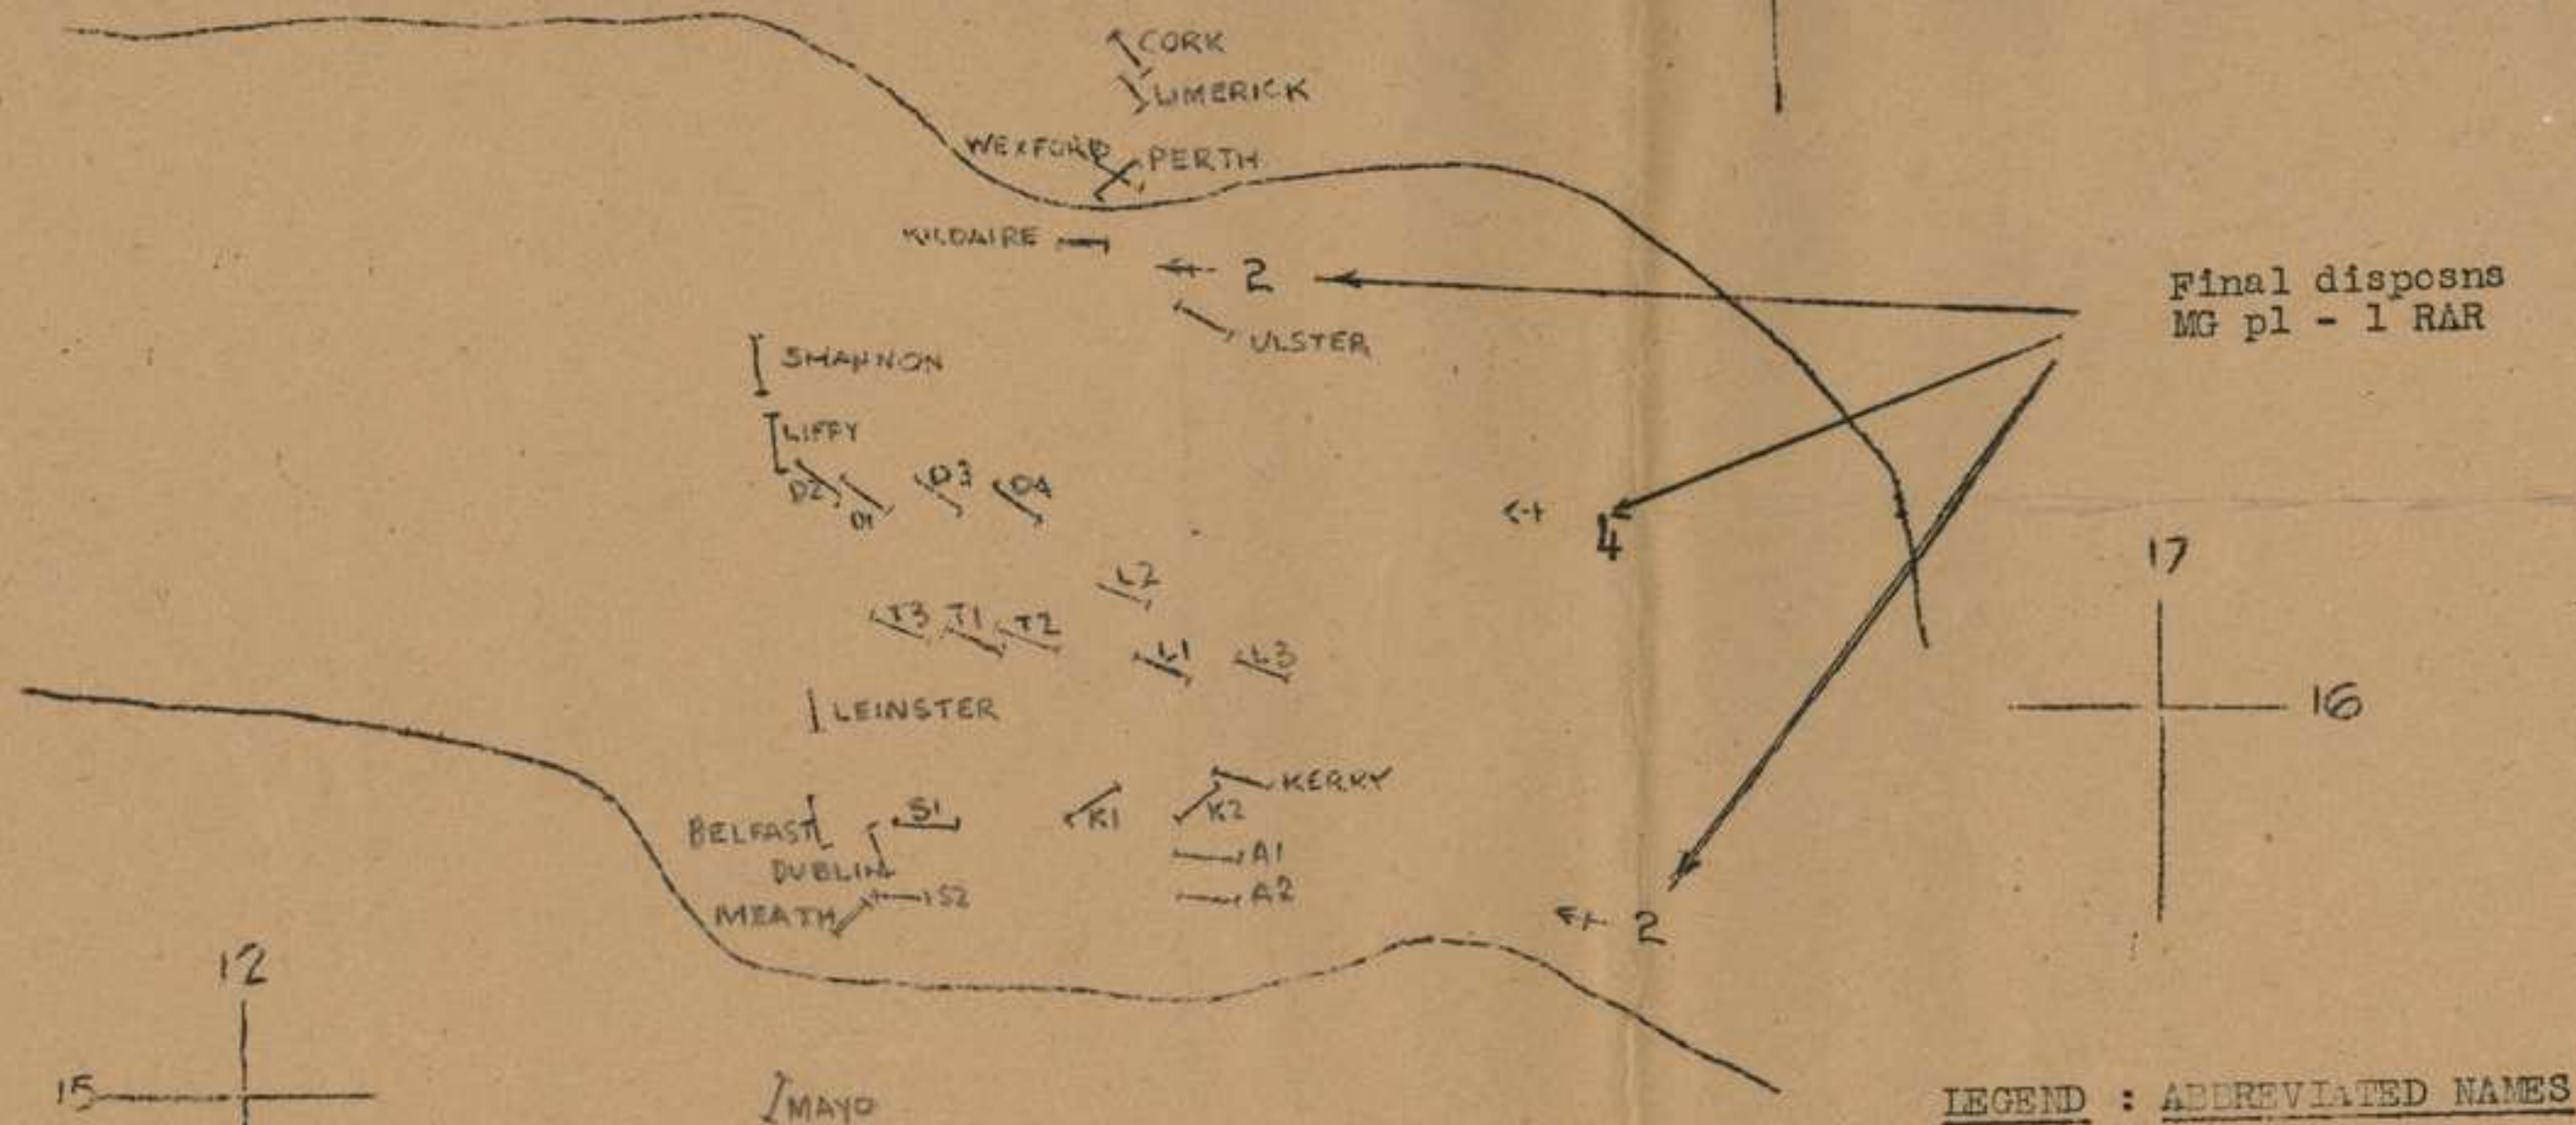 CORK
LIMERICK
WEXFORD PERTH
KILDAIRE
2
Final disposns
MG pl - 1 RAR
ULSTER
SHANNON
LIFFY
D2
D1
D3
D4
4
17
L2
T3
T1
T2
L1
L3
16
LEINSTER
KERRY
BELFAST
S1
K1
K2
DUBLIN
A1
MEATH
S2
A2
2
12
15
MAYO
LEGEND : ABBREVIATED NAMES